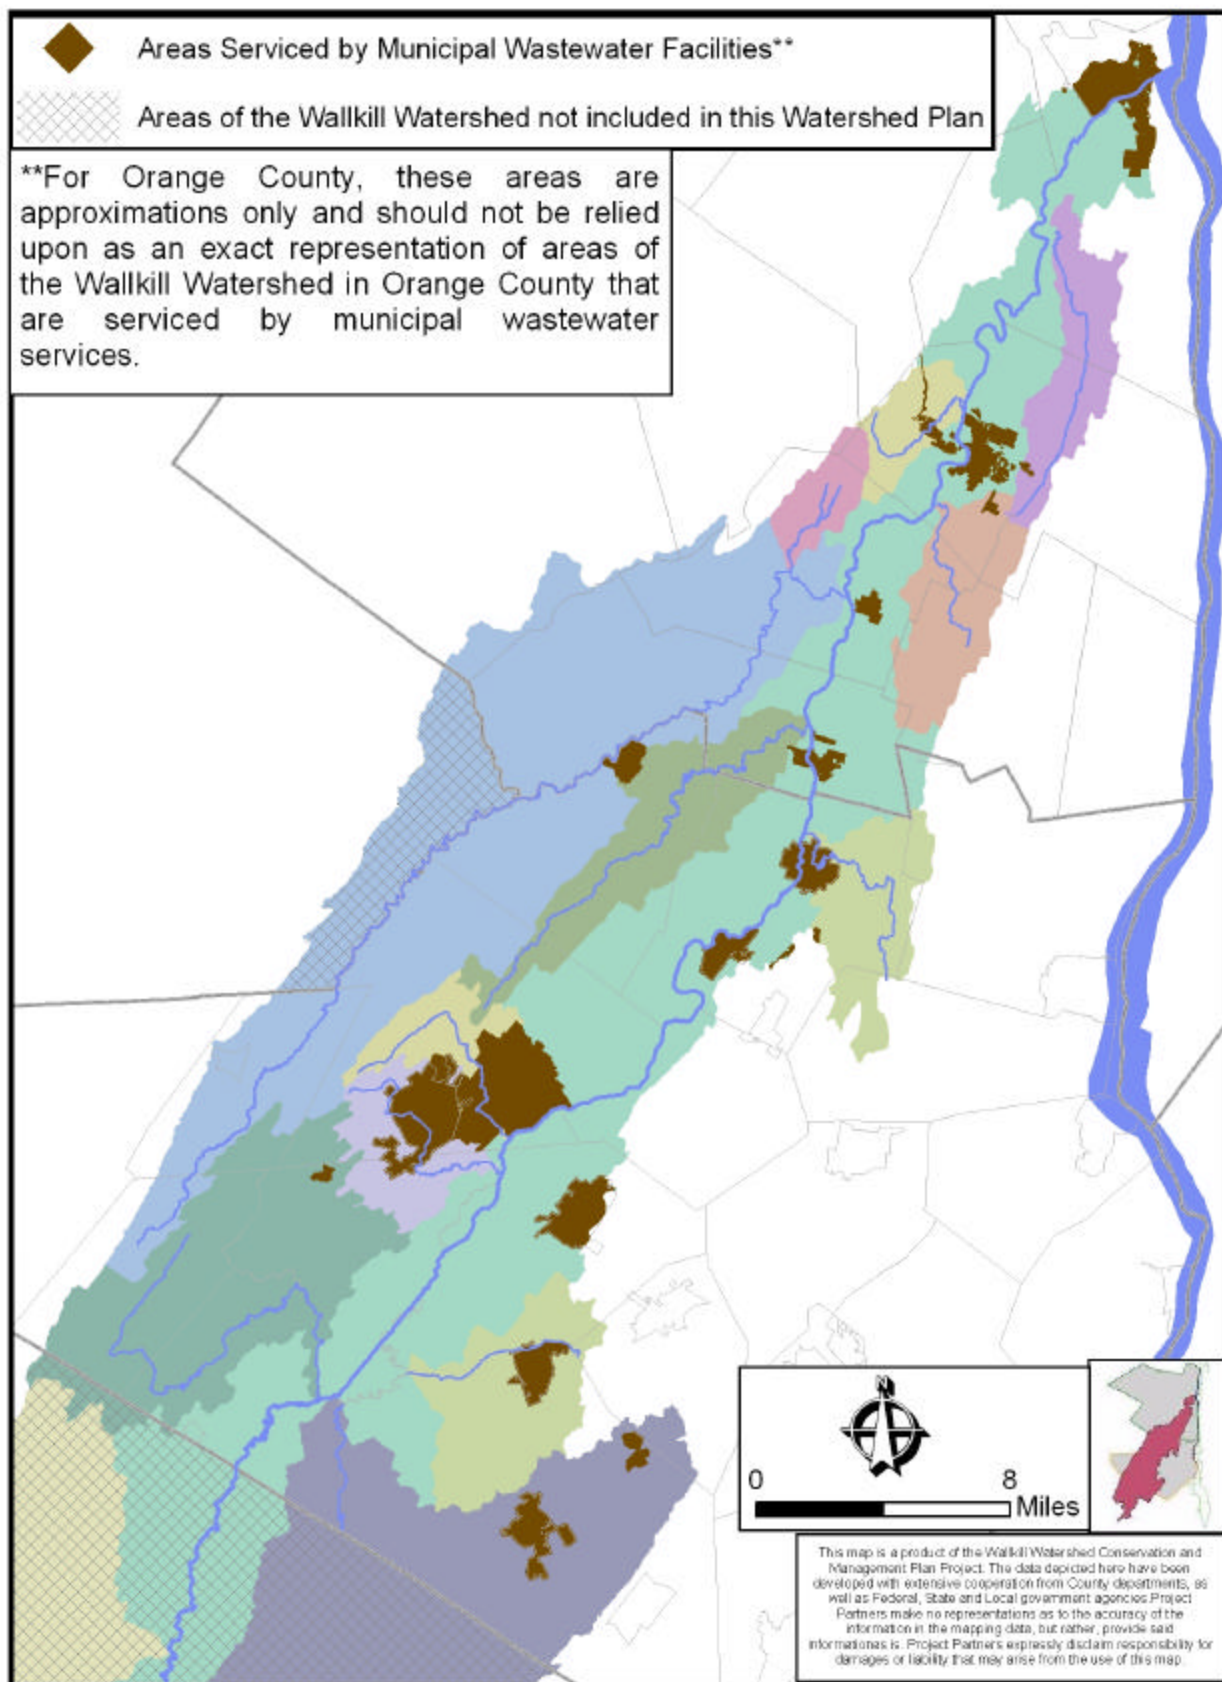 Areas Serviced by Municipal Wastewater Facilities**
Areas of the Wallkill Watershed not included in this Watershed Plan
**For Orange County, these areas are
approximations only and should not be relied
upon as an exact representation of areas of
the Wallkill Watershed in Orange County that
are serviced by municipal wastewater
services.
N
0 8
Miles
This map is a product of the Wallkill Watershed Conservation and
Management Plan Project. The data depicted here have been
developed with extensive cooperation from County departments, as
well as Federal, State and Local government agencies.Project
Partners make no representations as to the accuracy of the
information in the mapping data, but rather, provide said
informationas is. Project Partners expressly disclaim responsibility for
damages or liability that may arise from the use of this map.